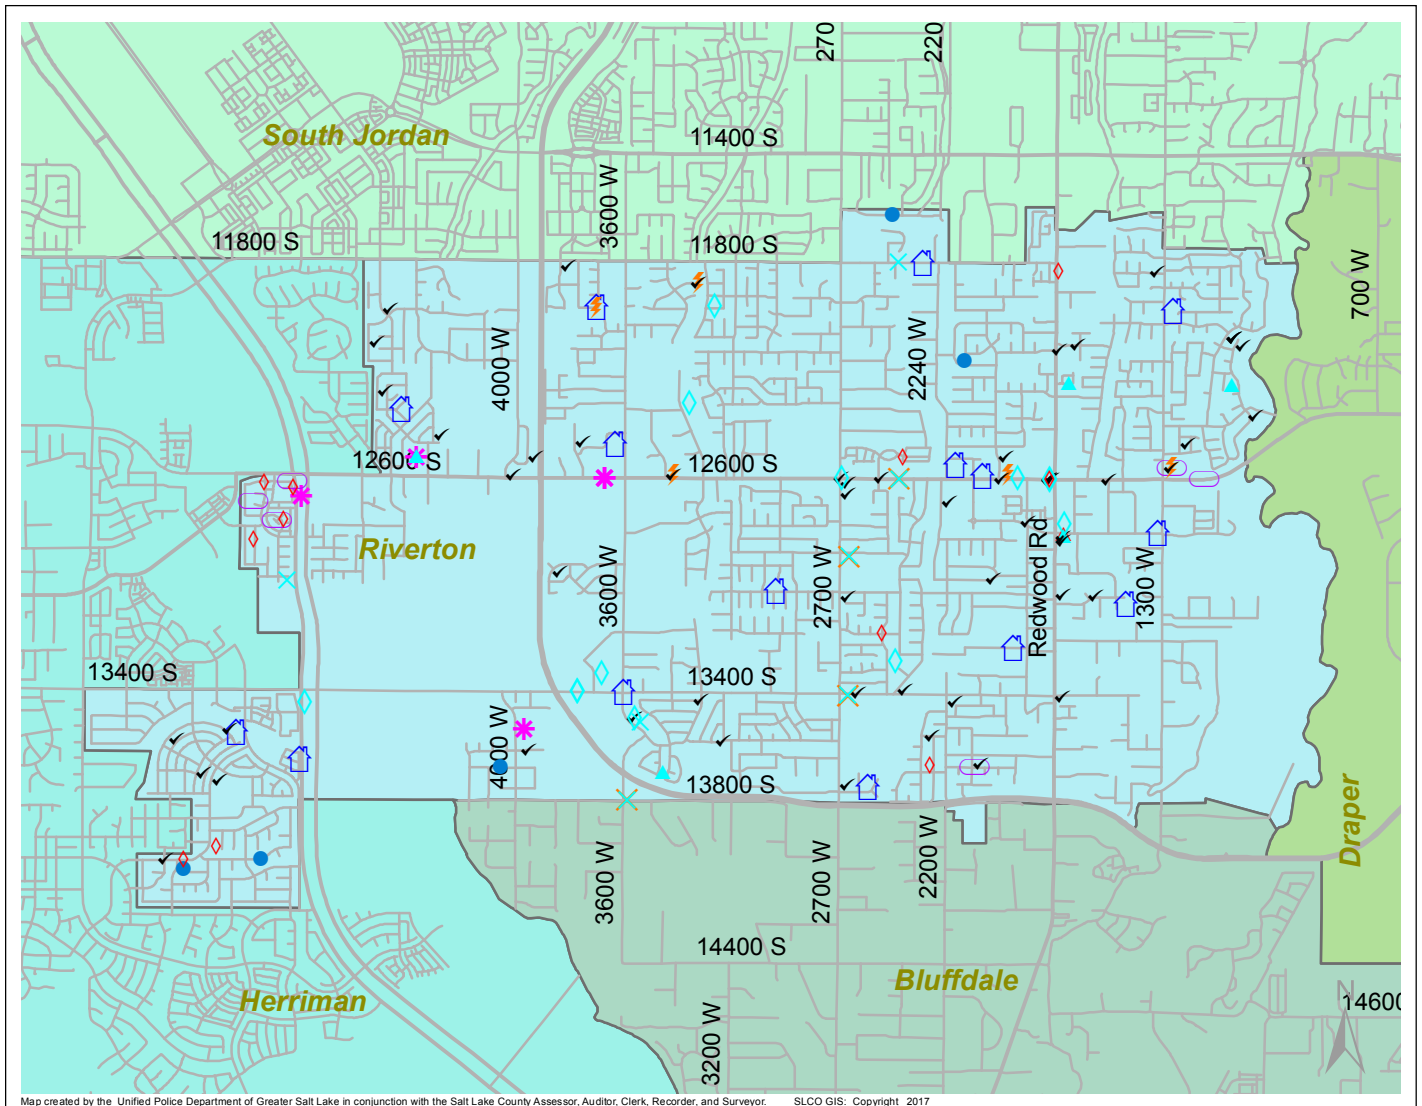 270
220
South Jordan
11400 S
3600 W
11800 S
11800 S
700 W
4000 W
2240 W
12600 S
12600 S
Riverton
3600 W
2700 W
Redwood Rd
1300 W
13400 S
13400 S
4000 W
13800 S
Draper
2200 W
3600 W
2700 W
14400 S
Bluffdale
Herriman
14600
3200 W
Map created by the Unified Police Department of Greater Salt Lake in conjunction with the Salt Lake County Assessor, Auditor, Clerk, Recorder, and Surveyor. SLCO GIS: Copyright 2017